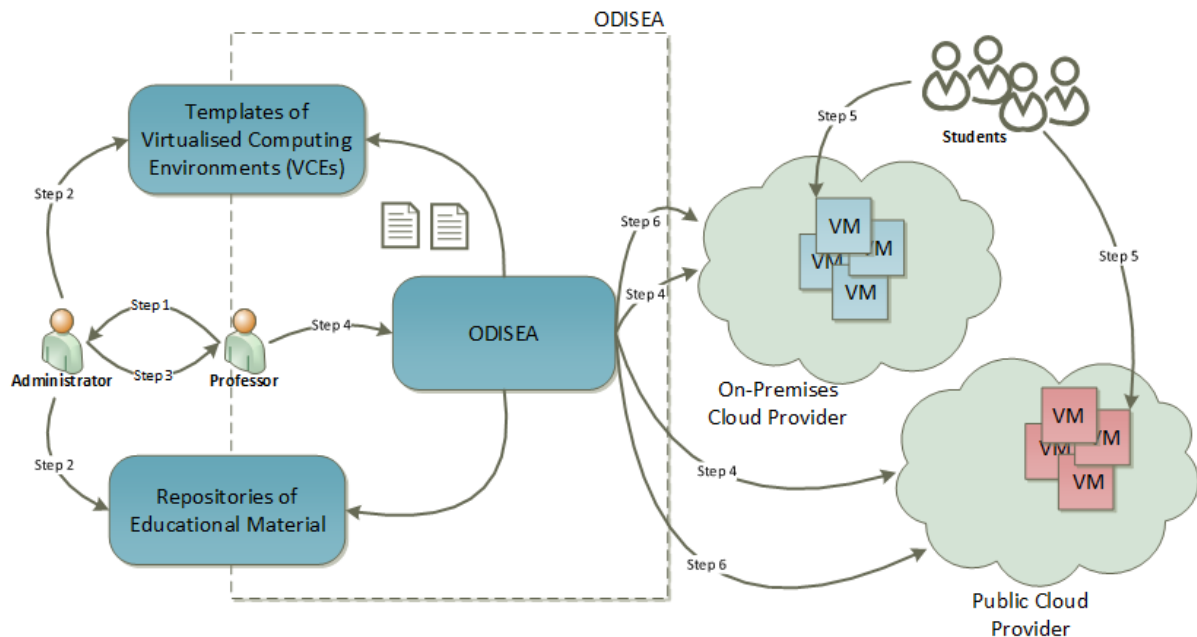 ODISEA
Templates of
Virtualised Computing
Environments (VCEs)
Step 2
Step 5
Students
Step 6
VM
VM
VM
VM
Step 5
Step 1
Step 4
ODISEA
Step 4
Administrator
Step 3
Professor
On-Premises
Cloud Provider
VM
VM
VM
VM
Step 2
Step 4
Repositories of
Educational Material
Step 6
Public Cloud
Provider